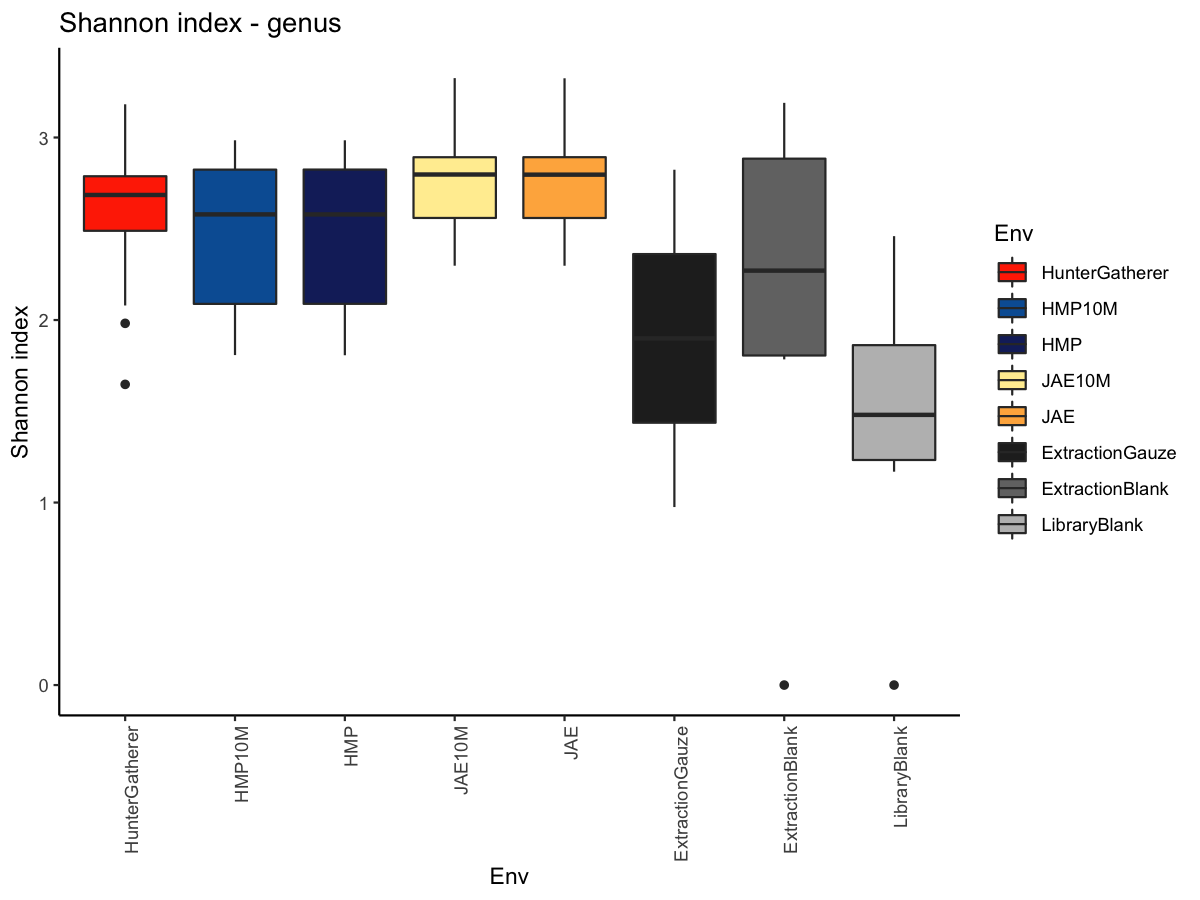 Shannon index - genus
Shannon index
3
2
1
0
HunterGatherer
HMP10M
HMP
JAE10M
JAE
ExtractionGauze
ExtractionBlank
LibraryBlank
Env
Env
HunterGatherer
HMP10M
HMP
JAE10M
JAE
ExtractionGauze
ExtractionBlank
LibraryBlank